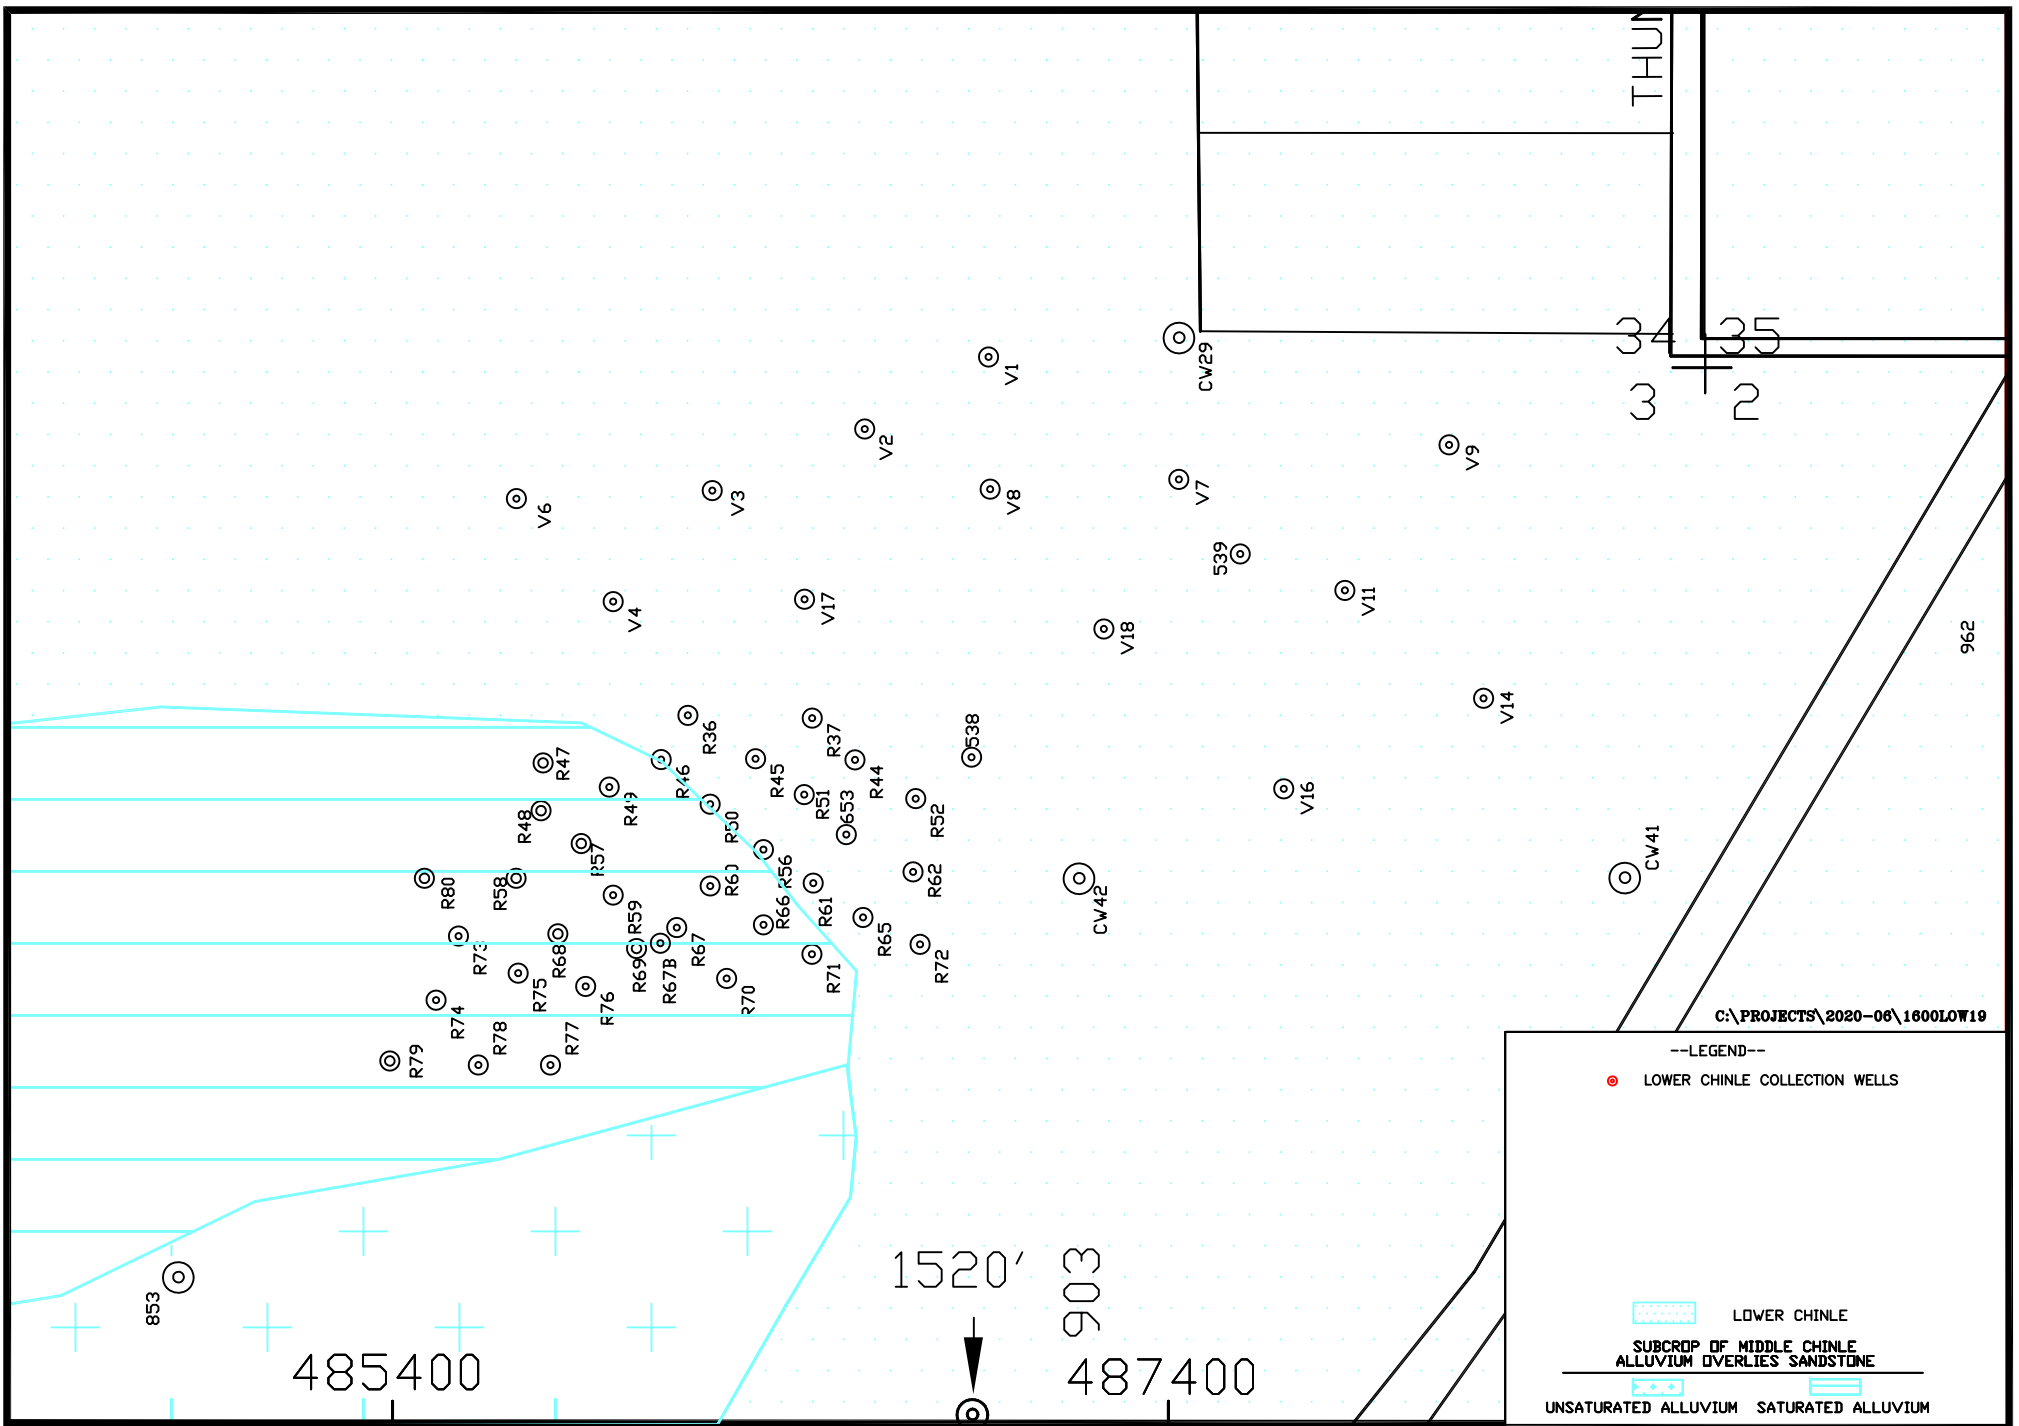 THUN
34
35
3
2
V1
CW29
V2
V9
V6
V3
V8
V7
539
V4
V17
V11
V18
962
V14
R36
R37
538
R47
R46
R45
R44
R49
R51
653
R52
V16
R48
R50
CW41
R57
R56
R80
R58
R60
R62
CW42
R59
R66
R61
R65
R73
R68
R69
R67B
R67
R71
R72
R75
R76
R70
R74
R78
R77
R79
C:\PROJECTS\2020-06\1600LOW19
--LEGEND--
LOWER CHINLE COLLECTION WELLS
853
1520'
903
485400
487400
LOWER CHINLE
SUBCROP OF MIDDLE CHINLE
ALLUVIUM OVERLIES SANDSTONE
UNSATURATED ALLUVIUM SATURATED ALLUVIUM